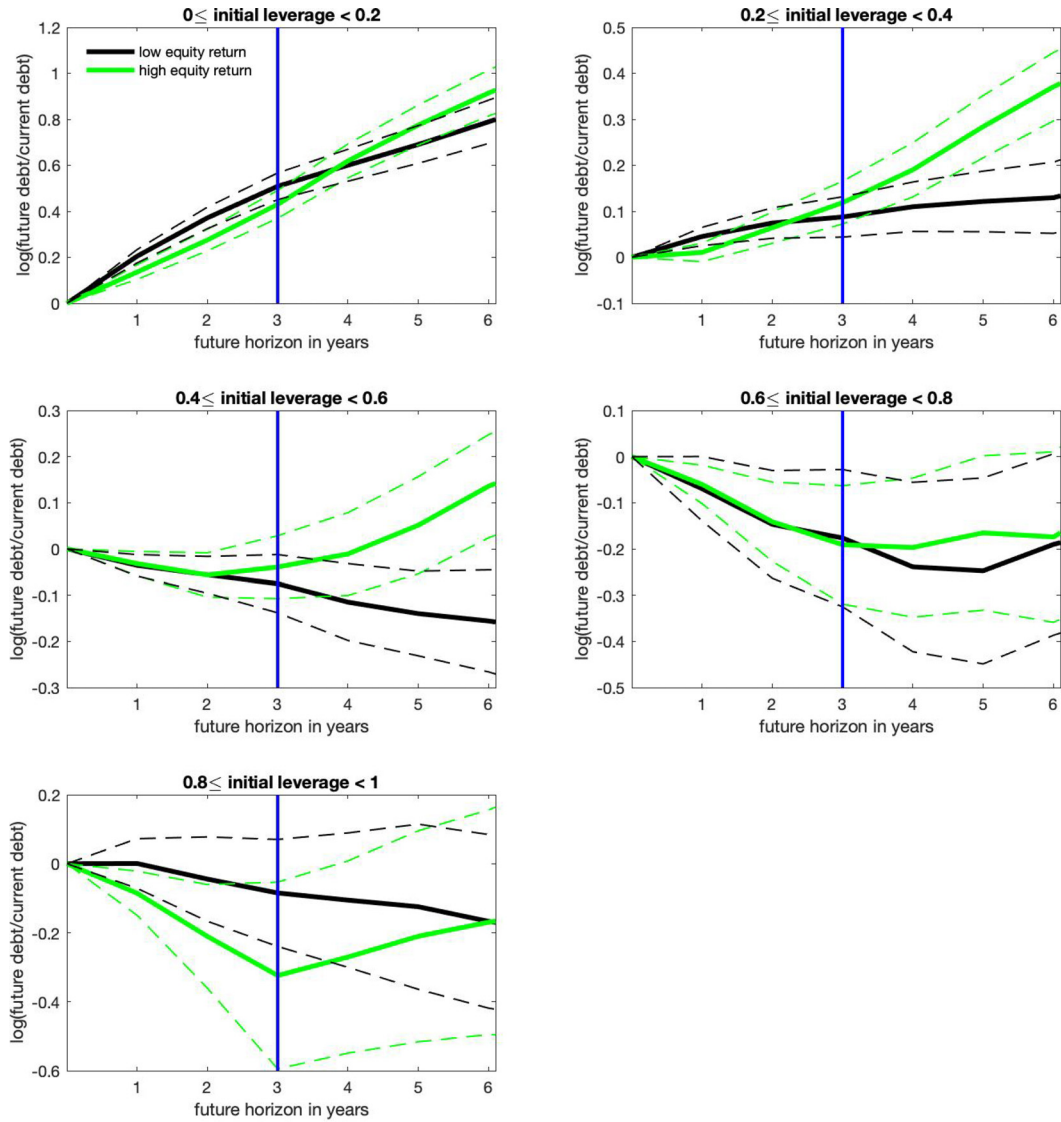 0≤ initial leverage < 0.2
log(future debt/current debt)
1.2
1
0.8
0.6
0.4
0.2
0
low equity return
high equity return
1 2 3 4 5 6
future horizon in years
0.2≤ initial leverage < 0.4
log(future debt/current debt)
0.5
0.4
0.3
0.2
0.1
0
-0.1
1 2 3 4 5 6
future horizon in years
0.4≤ initial leverage < 0.6
log(future debt/current debt)
0.3
0.2
0.1
0
-0.1
-0.2
-0.3
1 2 3 4 5 6
future horizon in years
0.6≤ initial leverage < 0.8
log(future debt/current debt)
0.1
0
-0.1
-0.2
-0.3
-0.4
-0.5
1 2 3 4 5 6
future horizon in years
0.8≤ initial leverage < 1
log(future debt/current debt)
0.2
0
-0.2
-0.4
-0.6
1 2 3 4 5 6
future horizon in years